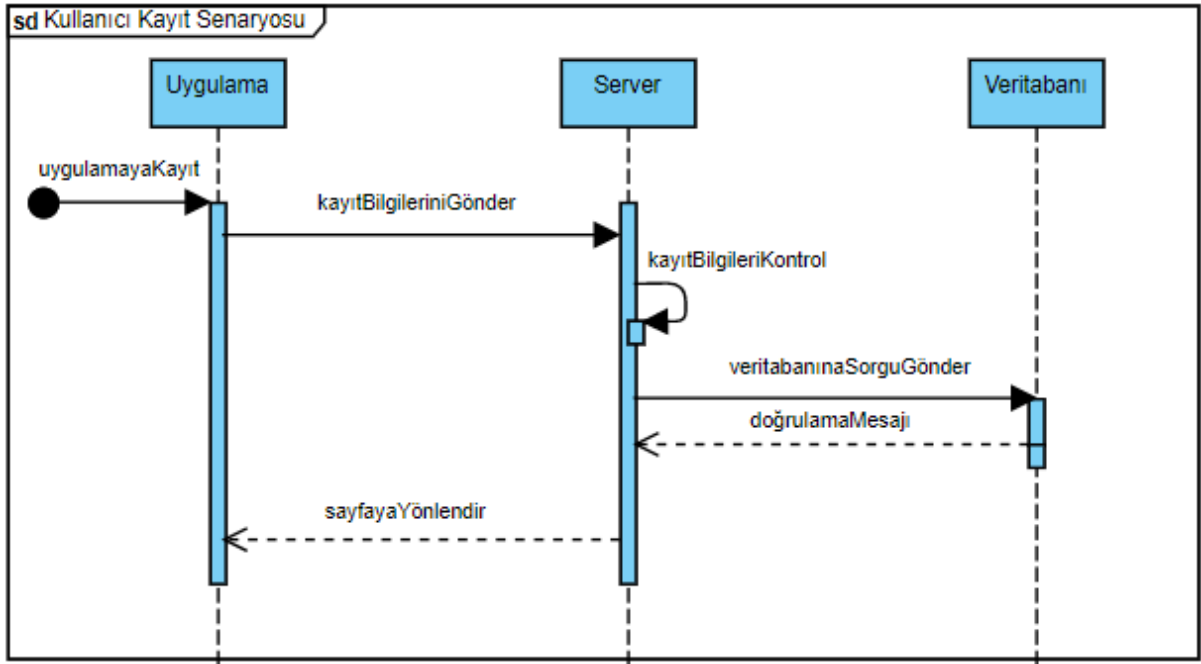 sd Kullanıcı Kayıt Senaryosu
Uygulama
Server
Veritabanı
uygulamayaKayıt
kayıtBilgileriniGönder
kayıtBilgileriKontrol
veritabanınaSorguGönder
doğrulamaMesajı
sayfayaYönlendir